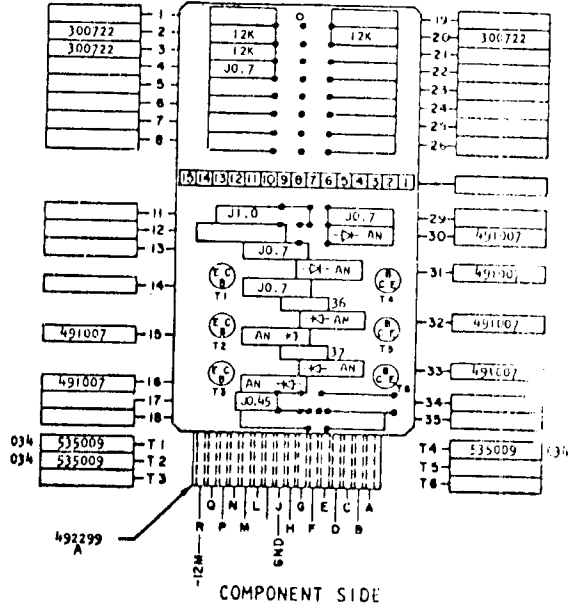 1 19
300722 2 12K 12K 20 300722
300722 3 12K 21
4 J0.7 22
5 23
6 24
7 25
8 26
15 14 13 12 11 10 9 8 7 6 5 4 3 2 1
11 J1.0 J0.7 29
12 AN 30 491007
13 J0.7
AN 31 491007
14 E C B T1 J0.7 B C E T4
36
E C B T2 AN B C E T5 32 491007
491007 15 AN
37
AN 33 491007
491007 16 E C B T3 AN B C E T6
17 J0.45 34
18 35
034 535009 T1 T4 535009 034
034 535009 T2 T5
T3 T6
Q N L J G E C A
R P M H F D B
492299
A
-12M
GND
COMPONENT SIDE